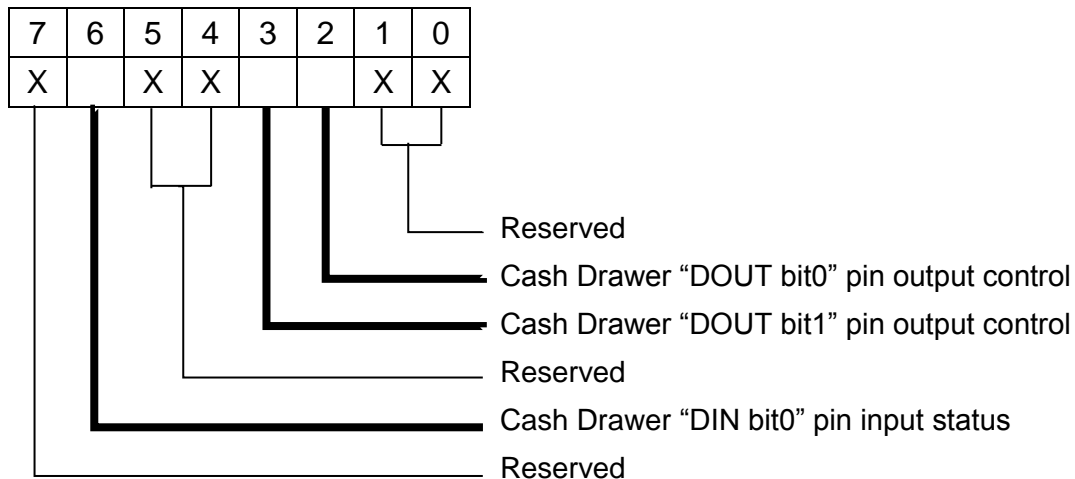 7 6 5 4 3 2 1 0
X X X X X
Reserved
Cash Drawer “DOUT bit0” pin output control
Cash Drawer “DOUT bit1” pin output control
Reserved
Cash Drawer “DIN bit0” pin input status
Reserved